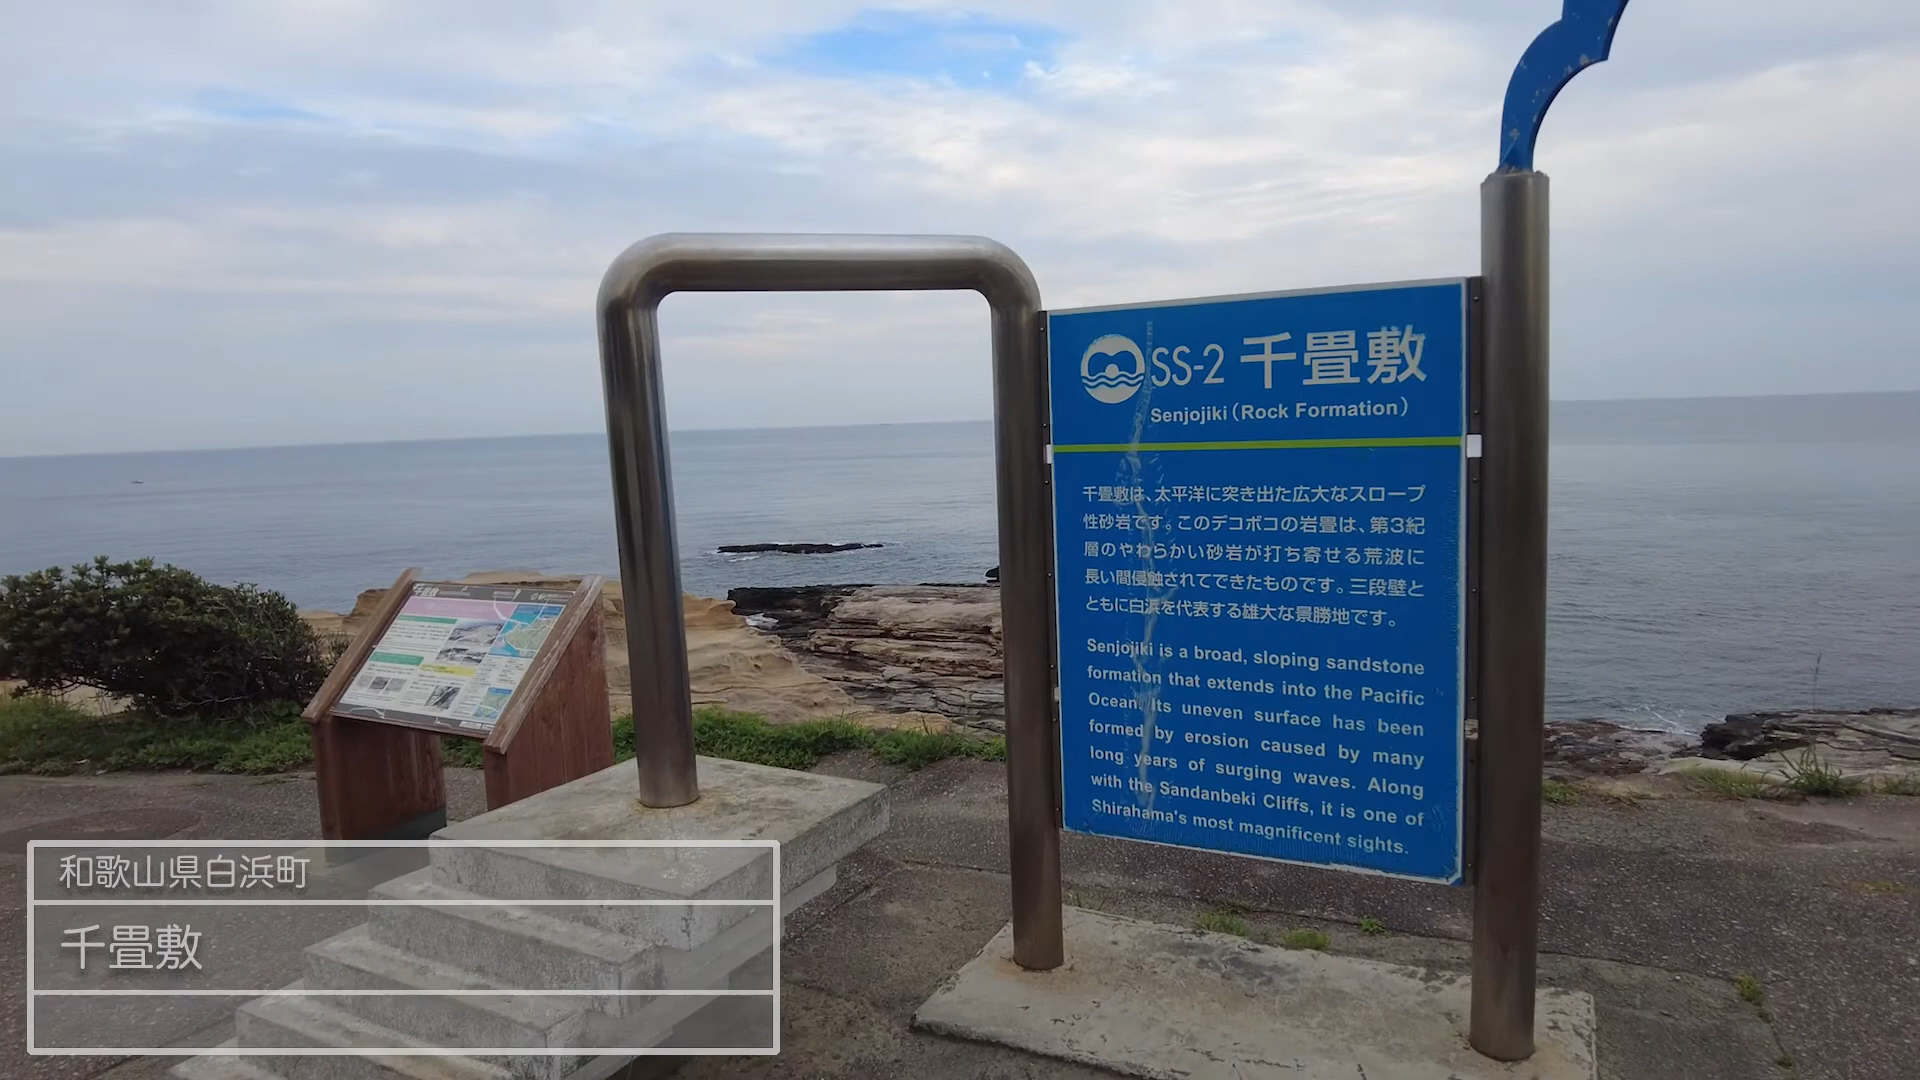 SS-2 千畳敷
Senjojiki (Rock Formation)
千畳敷は、太平洋に突き出た広大なスロープ
性砂岩です。このデコボコの岩畳は、第3紀
層のやわらかい砂岩が打ち寄せる荒波に
長い間侵蝕されてできたものです。三段壁と
ともに白浜を代表する雄大な景勝地です。
Senjojiki is a broad, sloping sandstone
formation that extends into the Pacific
Ocean. Its uneven surface has been
formed by erosion caused by many
long years of surging waves. Along
with the Sandanbeki Cliffs, it is one of
Shirahama's most magnificent sights.
千畳敷
和歌山県白浜町
千畳敷